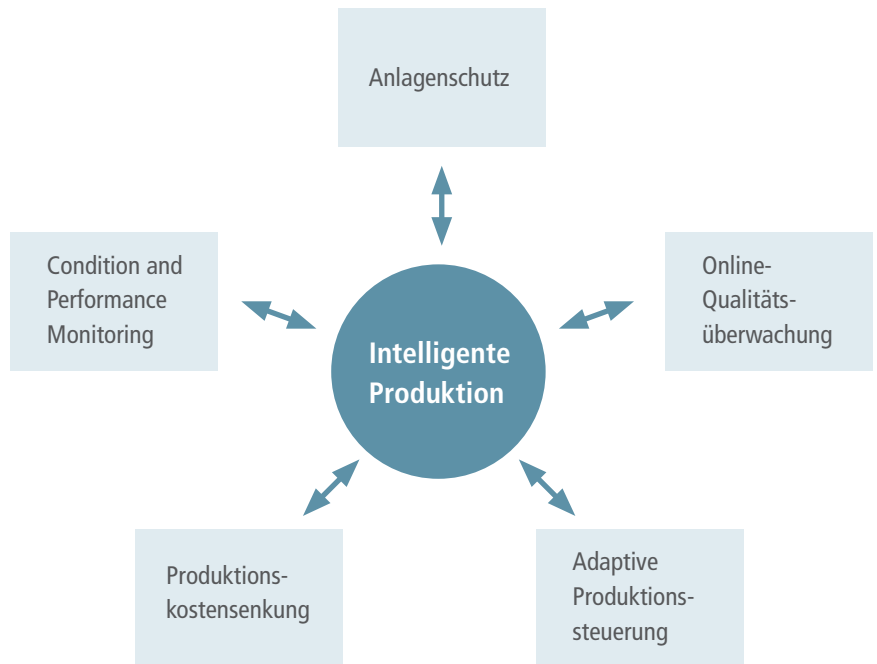 Anlagenschutz
Condition and
Performance
Monitoring
Online-
Qualitäts-
überwachung
Intelligente
Produktion
Produktions-
kostensenkung
Adaptive
Produktions-
steuerung